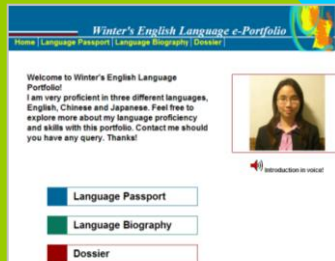 Winter's English Language e-Portfolio
Home | Language Passport | Language Biography | Dossier |
Welcome to Winter's English Language
Portfolio!
I am very proficient in three different languages,
English, Chinese and Japanese. Feel free to
explore more about my language proficiency
and skills with this portfolio. Contact me should
you have any query. Thanks!
Introduction in voice!
Language Passport
Language Biography
Dossier